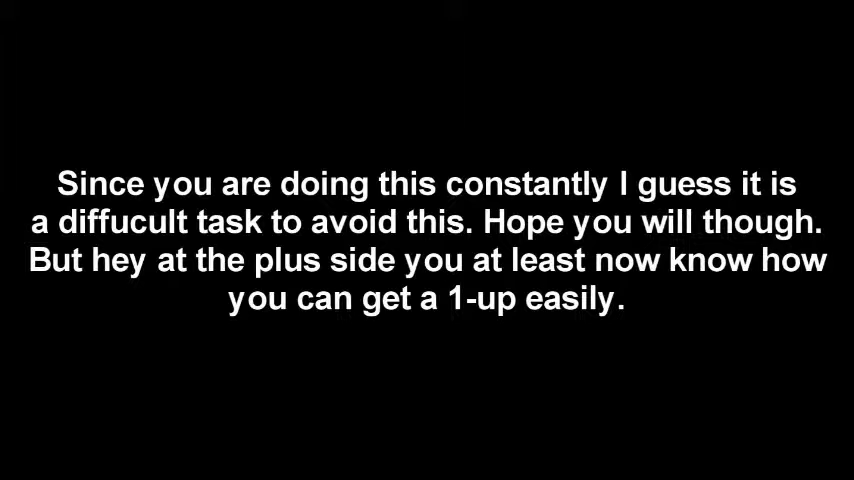 Since you are doing this constantly I guess it is
a diffucult task to avoid this. Hope you will though.
But hey at the plus side you at least now know how
you can get a 1-up easily.